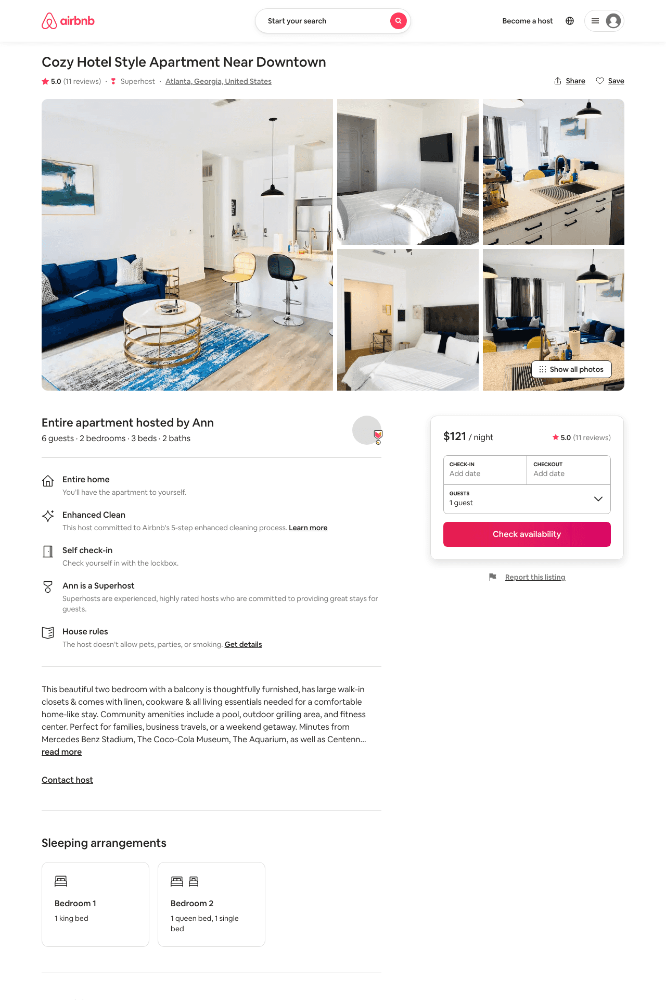 airbnb
Start your search
Become a host
Cozy Hotel Style Apartment Near Downtown
5.0 (11 reviews) · Superhost · Atlanta, Georgia, United States
Share
Save
Show all photos
Entire apartment hosted by Ann
6 guests · 2 bedrooms · 3 beds · 2 baths
Entire home
You'll have the apartment to yourself.
Enhanced Clean
This host committed to Airbnb's 5-step enhanced cleaning process. Learn more
Self check-in
Check yourself in with the lockbox.
Ann is a Superhost
Superhosts are experienced, highly rated hosts who are committed to providing great stays for
guests.
House rules
The host doesn't allow pets, parties, or smoking. Get details
$121 / night
5.0 (11 reviews)
CHECK-IN
Add date
CHECKOUT
Add date
GUESTS
1 guest
Check availability
Report this listing
This beautiful two bedroom with a balcony is thoughtfully furnished, has large walk-in
closets & comes with linen, cookware & all living essentials needed for a comfortable
home-like stay. Community amenities include a pool, outdoor grilling area, and fitness
center. Perfect for families, business travels, or a weekend getaway. Minutes from
Mercedes Benz Stadium, The Coco-Cola Museum, The Aquarium, as well as Centenn...
read more
Contact host
Sleeping arrangements
Bedroom 1
1 king bed
Bedroom 2
1 queen bed, 1 single
bed